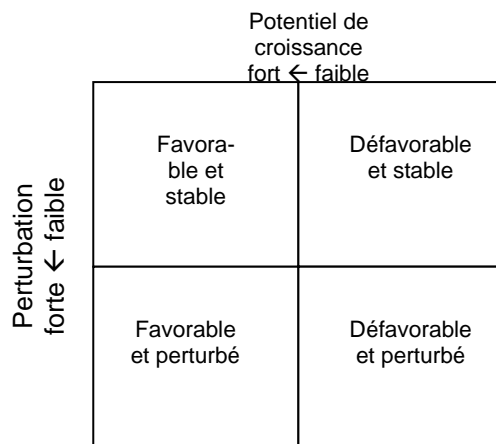 Potentiel de
croissance
fort ← faible
Favora-
ble et
stable
Défavorable
et stable
Perturbation
forte ← faible
Favorable
et perturbé
Défavorable
et perturbé